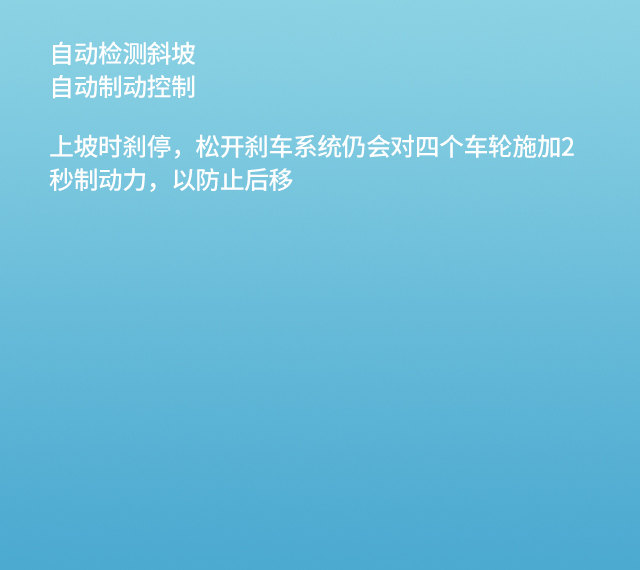 自动检测斜坡
自动制动控制
上坡时刹停，松开刹车系统仍会对四个车轮施加2
秒制动力，以防止后移